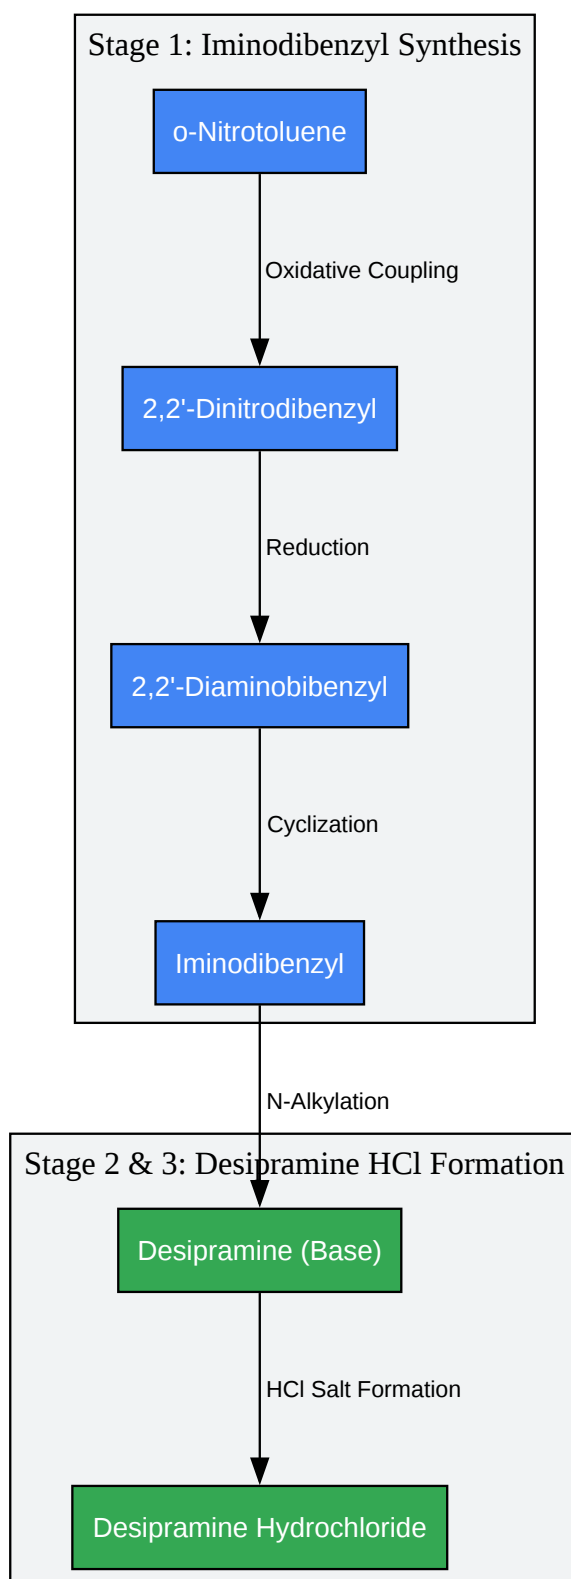 Stage 1: Iminodibenzyl Synthesis
o-Nitrotoluene
Oxidative Coupling
2,2'-Dinitrodibenzyl
Reduction
2,2'-Diaminobibenzyl
Cyclization
Iminodibenzyl
N-Alkylation
Stage 2 & 3: Desipramine HCl Formation
Desipramine (Base)
HCl Salt Formation
Desipramine Hydrochloride